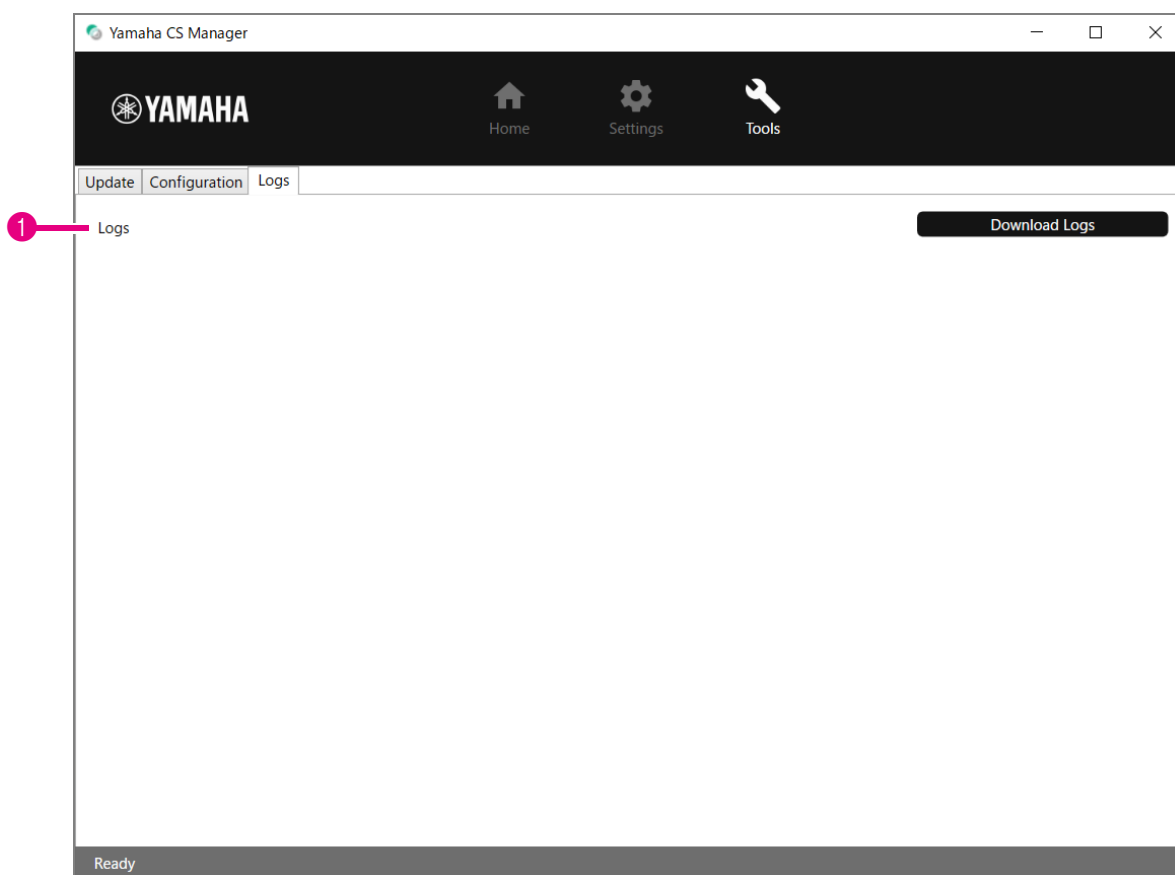 Yamaha CS Manager
YAMAHA
Home Settings Tools
Update Configuration Logs
1 Logs Download Logs
Ready